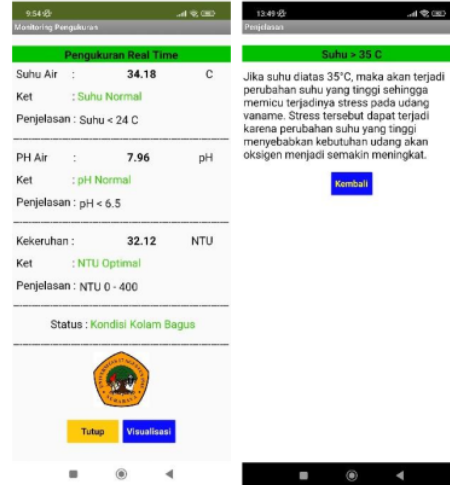 9:54
Monitoring Pengukuran
Pengukuran Real Time
Suhu Air : 34.18 C
Ket : Suhu Normal
Penjelasan : Suhu < 24 C
PH Air : 7.96 pH
Ket : pH Normal
Penjelasan : pH < 6.5
Kekeruhan : 32.12 NTU
Ket : NTU Optimal
Penjelasan : NTU 0 - 400
Status : Kondisi Kolam Bagus
Tutup
Visualisasi
13:49
Penjelasan
Suhu > 35 C
Jika suhu diatas 35°C, maka akan terjadi
perubahan suhu yang tinggi sehingga
memicu terjadinya stress pada udang
vaname. Stress tersebut dapat terjadi
karena perubahan suhu yang tinggi
menyebabkan kebutuhan udang akan
oksigen menjadi semakin meningkat.
Kembali